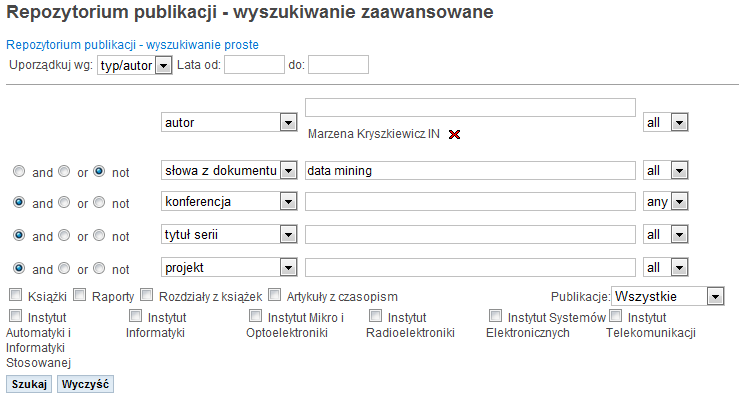 Repozytorium publikacji - wyszukiwanie zaawansowane
Repozytorium publikacji - wyszukiwanie proste
Uporządkuj wg: typ/autor Lata od: do:
autor all
Marzena Kryszkiewicz IN
and or not słowa z dokumentu data mining all
and or not konferencja any
and or not tytuł serii all
and or not projekt all
Książki Raporty Rozdziały z książek Artykuły z czasopism Publikacje: Wszystkie
Instytut Instytut Instytut Mikro i Instytut Instytut Systemów Instytut
Automatyki i Informatyki Optoelektroniki Radioelektroniki Elektronicznych Telekomunikacji
Informatyki
Stosowanej
Szukaj Wyczyść